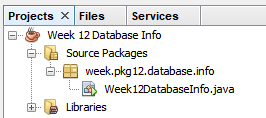 Projects Files Services
Week 12 Database Info
Source Packages
week.pkg12.database.info
Week12DatabaseInfo.java
Libraries